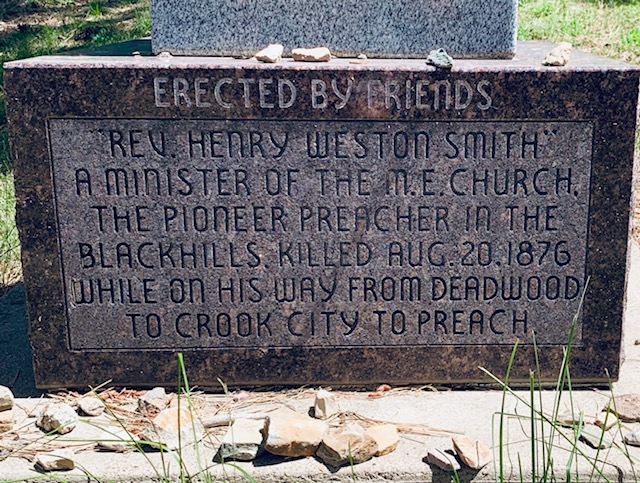 ERECTED BY FRIENDS
"REV. HENRY WESTON SMITH"
A MINISTER OF THE M.E. CHURCH.
THE PIONEER PREACHER IN THE
BLACKHILLS. KILLED AUG. 20. 1876
WHILE ON HIS WAY FROM DEADWOOD
TO CROOK CITY TO PREACH